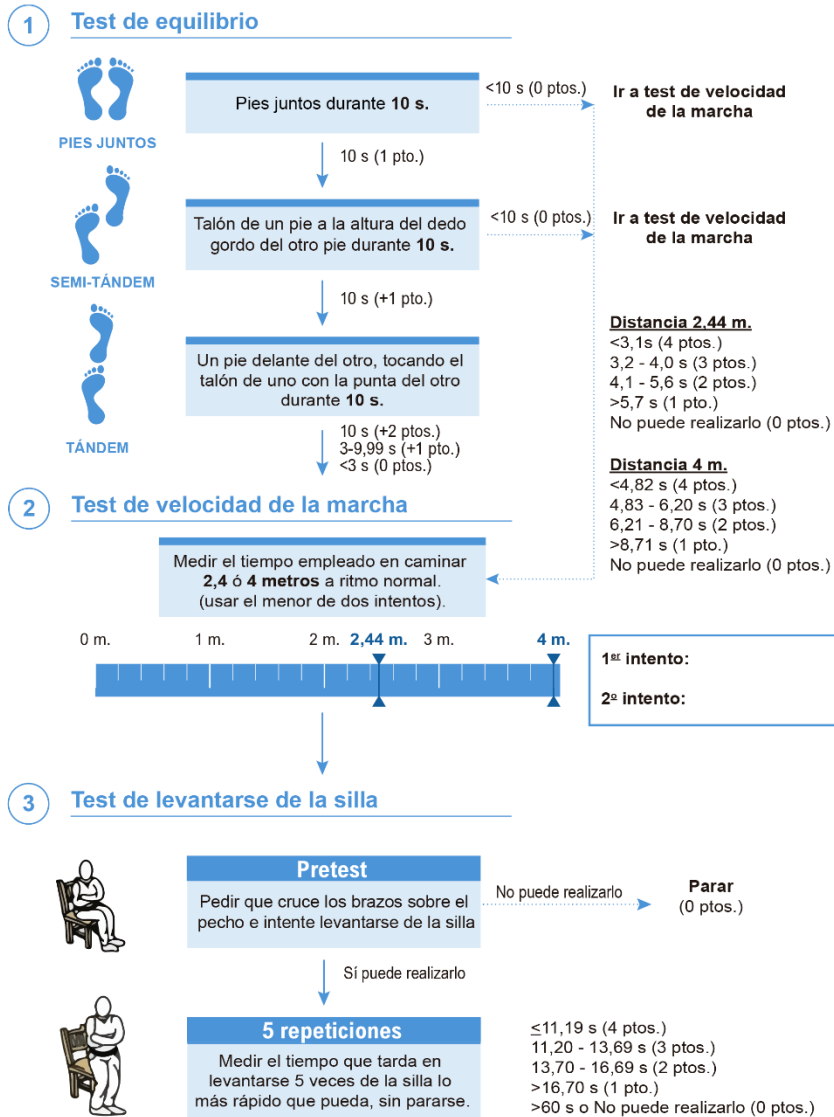 1 Test de equilibrio
PIES JUNTOS
Pies juntos durante 10 s.
<10 s (0 ptos.)
Ir a test de velocidad
de la marcha
10 s (1 pto.)
SEMI-TÁNDEM
Talón de un pie a la altura del dedo
gordo del otro pie durante 10 s.
<10 s (0 ptos.)
Ir a test de velocidad
de la marcha
10 s (+1 pto.)
TÁNDEM
Un pie delante del otro, tocando el
talón de uno con la punta del otro
durante 10 s.
10 s (+2 ptos.)
3-9,99 s (+1 pto.)
<3 s (0 ptos.)
Distancia 2,44 m.
<3,1s (4 ptos.)
3,2 - 4,0 s (3 ptos.)
4,1 - 5,6 s (2 ptos.)
>5,7 s (1 pto.)
No puede realizarlo (0 ptos.)
Distancia 4 m.
<4,82 s (4 ptos.)
4,83 - 6,20 s (3 ptos.)
6,21 - 8,70 s (2 ptos.)
>8,71 s (1 pto.)
No puede realizarlo (0 ptos.)
2 Test de velocidad de la marcha
Medir el tiempo empleado en caminar
2,4 ó 4 metros a ritmo normal.
(usar el menor de dos intentos).
0 m. 1 m. 2 m. 2,44 m. 3 m. 4 m.
1er intento:
2º intento:
3 Test de levantarse de la silla
Pretest
Pedir que cruce los brazos sobre el
pecho e intente levantarse de la silla
No puede realizarlo
Parar
(0 ptos.)
Sí puede realizarlo
5 repeticiones
Medir el tiempo que tarda en
levantarse 5 veces de la silla lo
más rápido que pueda, sin pararse.
≤11,19 s (4 ptos.)
11,20 - 13,69 s (3 ptos.)
13,70 - 16,69 s (2 ptos.)
>16,70 s (1 pto.)
>60 s o No puede realizarlo (0 ptos.)